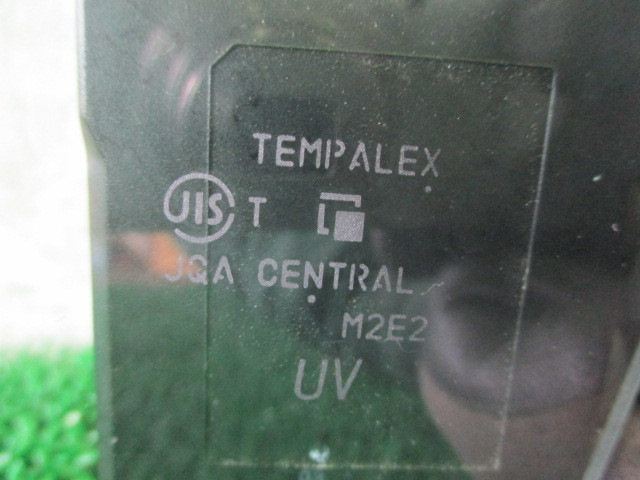 TEMPALEX
JIS T
JQA CENTRAL
M2E2
UV